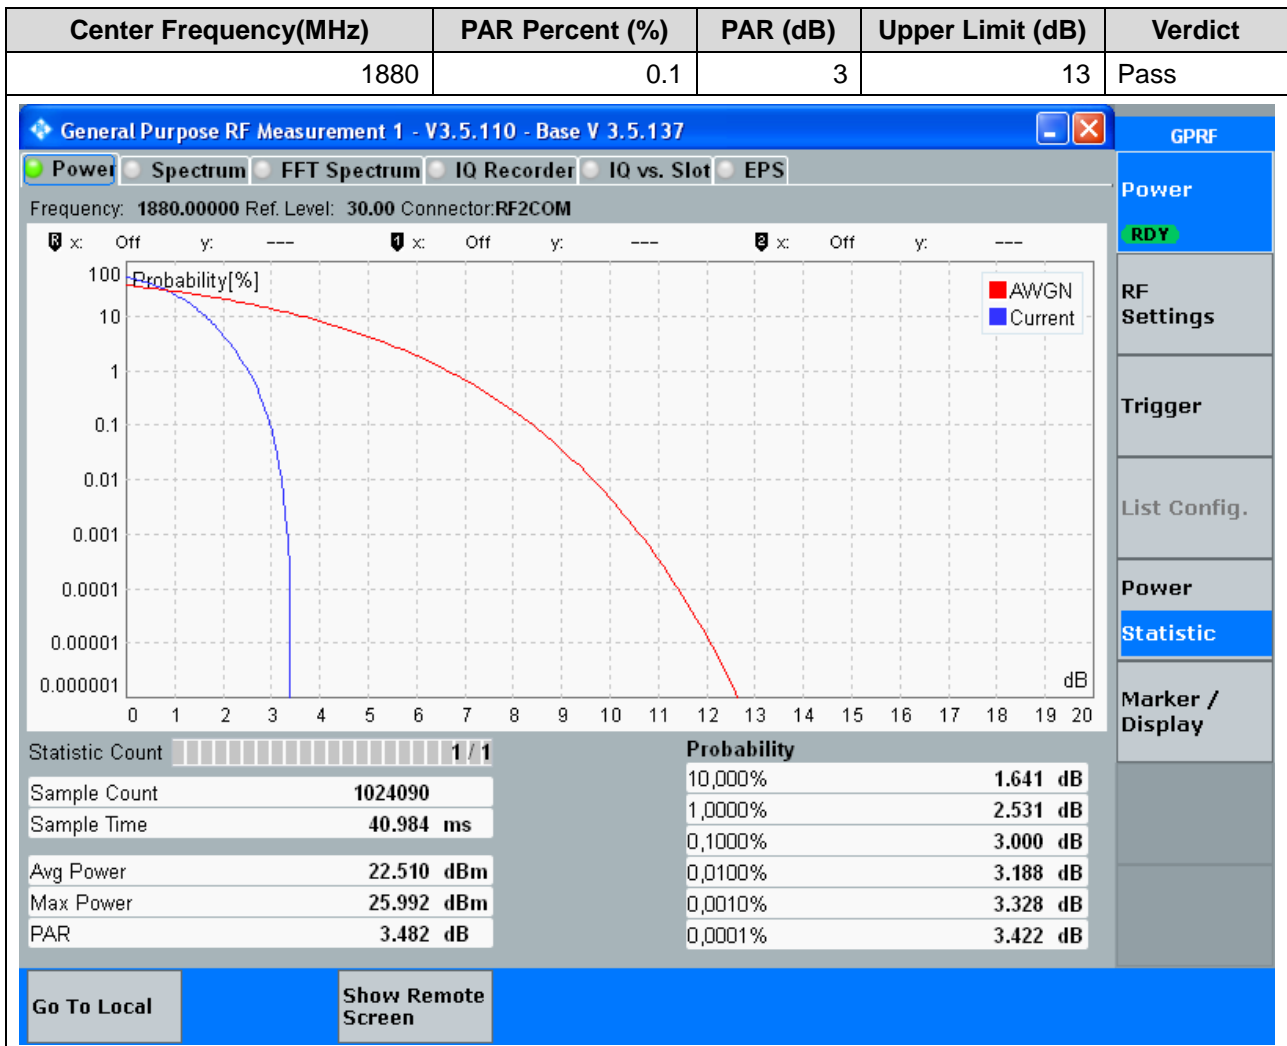 Center Frequency(MHz) PAR Percent (%) PAR (dB) Upper Limit (dB) Verdict
1880 0.1 3 13 Pass
General Purpose RF Measurement 1 - V3.5.110 - Base V 3.5.137
GPRF
Power Spectrum FFT Spectrum IQ Recorder IQ vs. Slot EPS
Power
RDY
Frequency: 1880.00000 Ref. Level: 30.00 Connector:RF2COM
R x: Off y: --- 1 x: Off y: --- 2 x: Off y: ---
Probability[%]
100
10
1
0.1
0.01
0.001
0.0001
0.00001
0.000001
AWGN
Current
dB
0 1 2 3 4 5 6 7 8 9 10 11 12 13 14 15 16 17 18 19 20
RF
Settings
Trigger
List Config.
Power
Statistic
Marker /
Display
Statistic Count 1 / 1
Sample Count 1024090
Sample Time 40.984 ms
Avg Power 22.510 dBm
Max Power 25.992 dBm
PAR 3.482 dB
Probability
10,000% 1.641 dB
1,0000% 2.531 dB
0,1000% 3.000 dB
0,0100% 3.188 dB
0,0010% 3.328 dB
0,0001% 3.422 dB
Go To Local
Show Remote
Screen